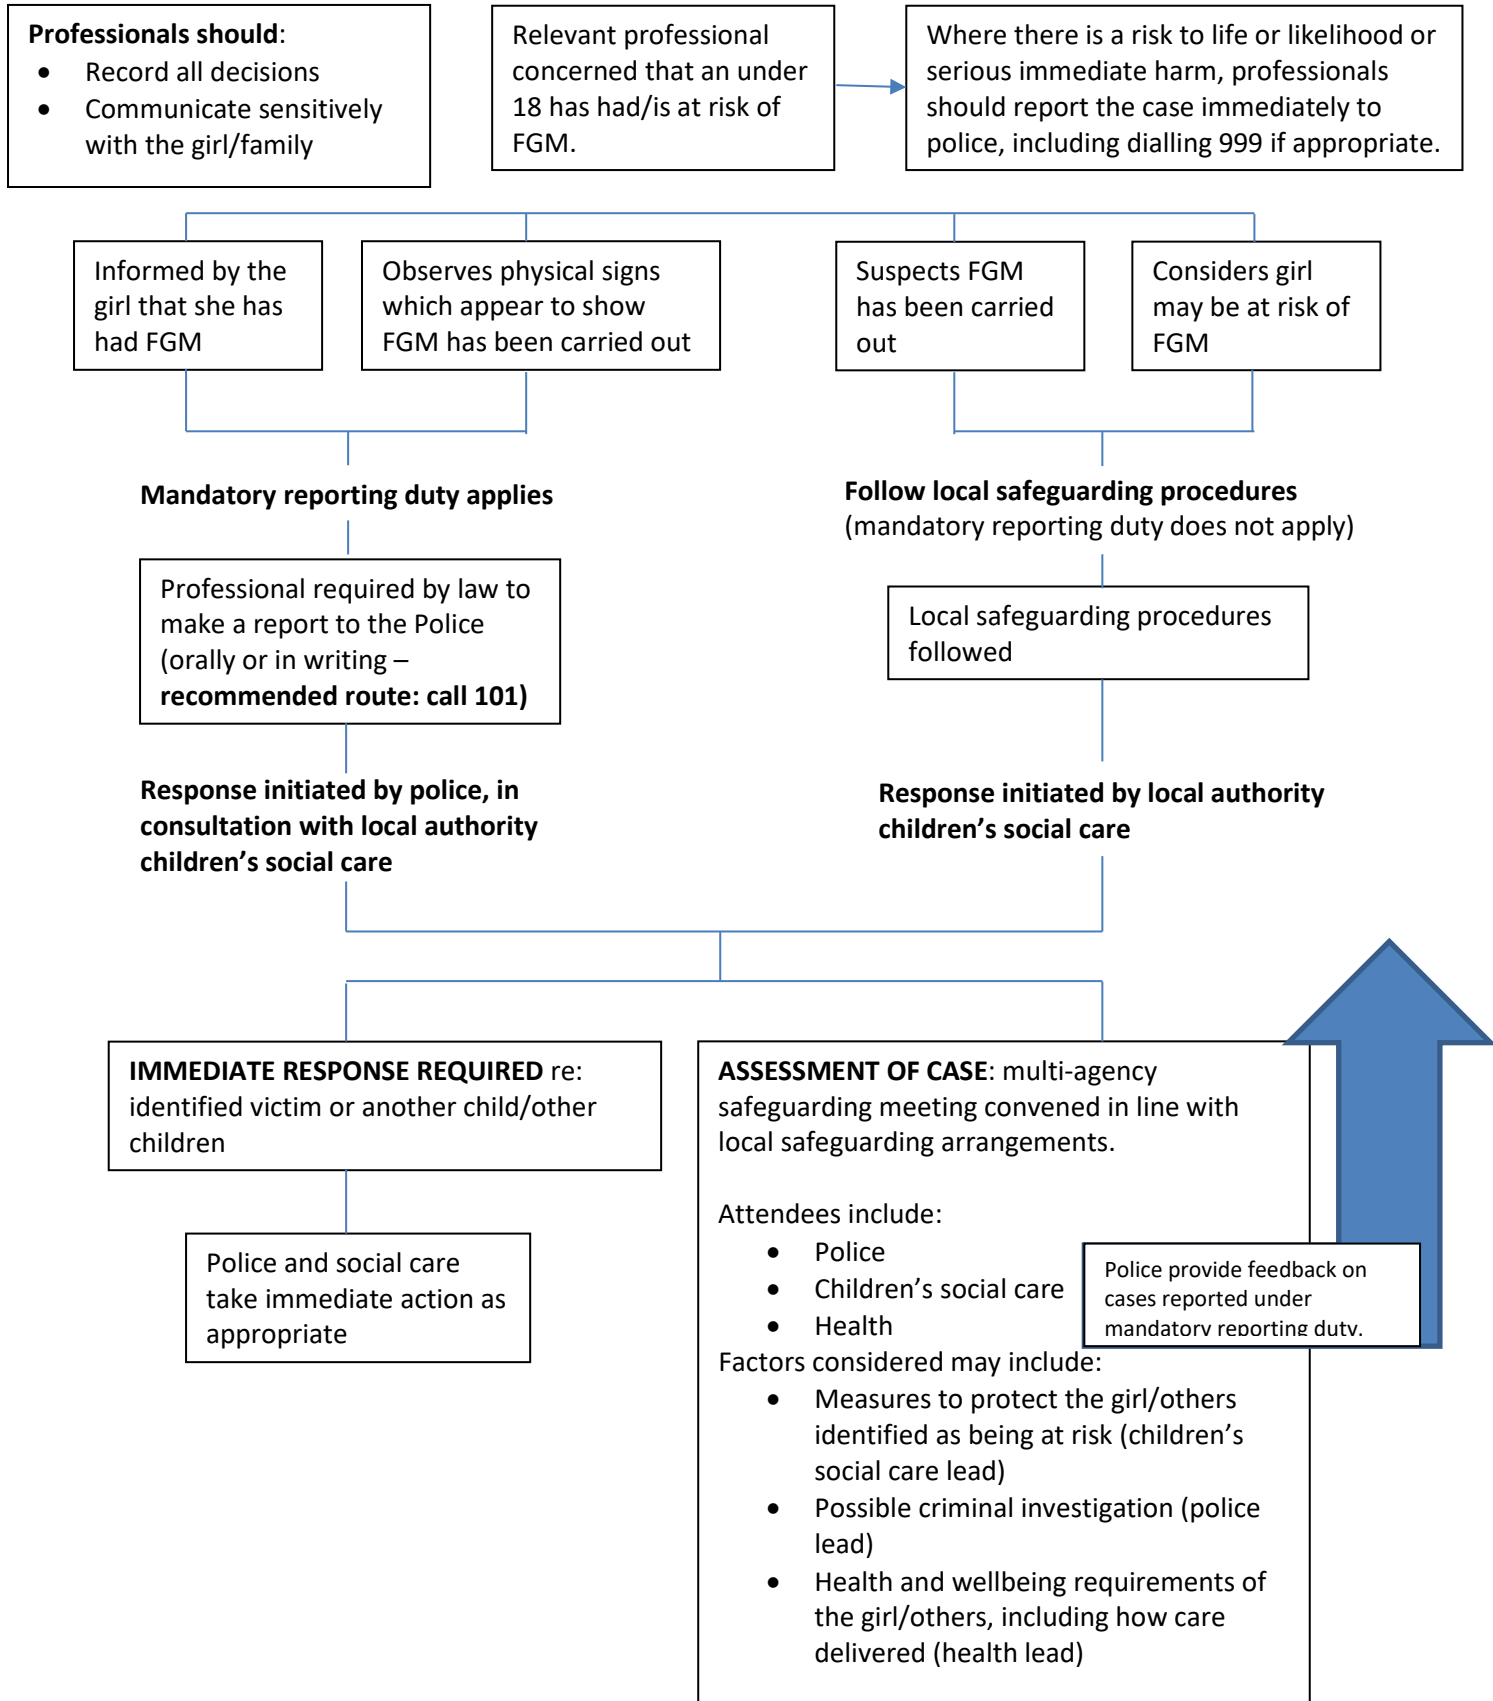 Professionals should:
• Record all decisions
• Communicate sensitively
with the girl/family
Relevant professional
concerned that an under
18 has had/is at risk of
FGM.
Where there is a risk to life or likelihood or
serious immediate harm, professionals
should report the case immediately to
police, including dialling 999 if appropriate.
Informed by the
girl that she has
had FGM
Observes physical signs
which appear to show
FGM has been carried out
Suspects FGM
has been carried
out
Considers girl
may be at risk of
FGM
Mandatory reporting duty applies
Follow local safeguarding procedures
(mandatory reporting duty does not apply)
Professional required by law to
make a report to the Police
(orally or in writing –
recommended route: call 101)
Local safeguarding procedures
followed
Response initiated by police, in
consultation with local authority
children’s social care
Response initiated by local authority
children’s social care
IMMEDIATE RESPONSE REQUIRED re:
identified victim or another child/other
children
Police and social care
take immediate action as
appropriate
ASSESSMENT OF CASE: multi-agency
safeguarding meeting convened in line with
local safeguarding arrangements.
Attendees include:
• Police
• Children’s social care
• Health
Police provide feedback on
cases reported under
mandatory reporting duty.
Factors considered may include:
• Measures to protect the girl/others
identified as being at risk (children’s
social care lead)
• Possible criminal investigation (police
lead)
• Health and wellbeing requirements of
the girl/others, including how care
delivered (health lead)